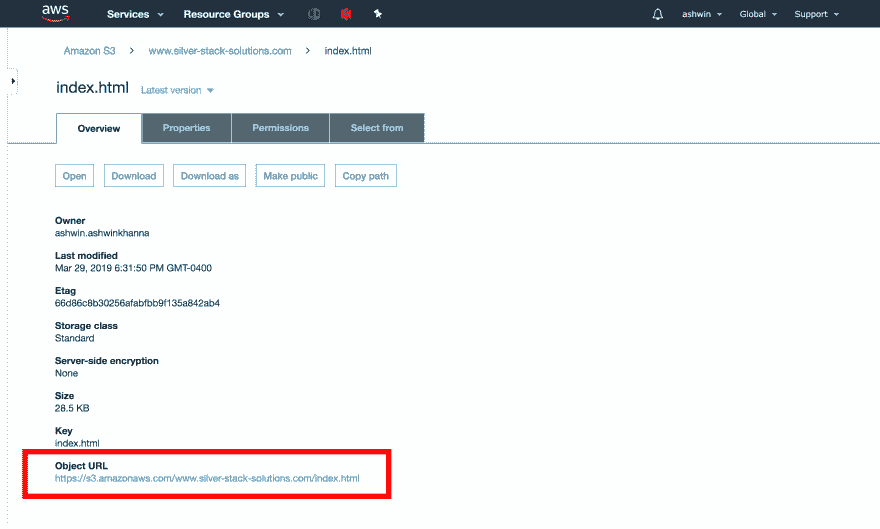 aws Services Resource Groups ashwin Global Support
Amazon S3 > www.silver-stack-solutions.com > index.html
index.html Latest version
Overview Properties Permissions Select from
Open Download Download as Make public Copy path
Owner
ashwin.ashwinkhanna
Last modified
Mar 29, 2019 6:31:50 PM GMT-0400
Etag
66d86c8b30256afabfbb9f135a842ab4
Storage class
Standard
Server-side encryption
None
Size
28.5 KB
Key
index.html
Object URL
https://s3.amazonaws.com/www.silver-stack-solutions.com/index.html